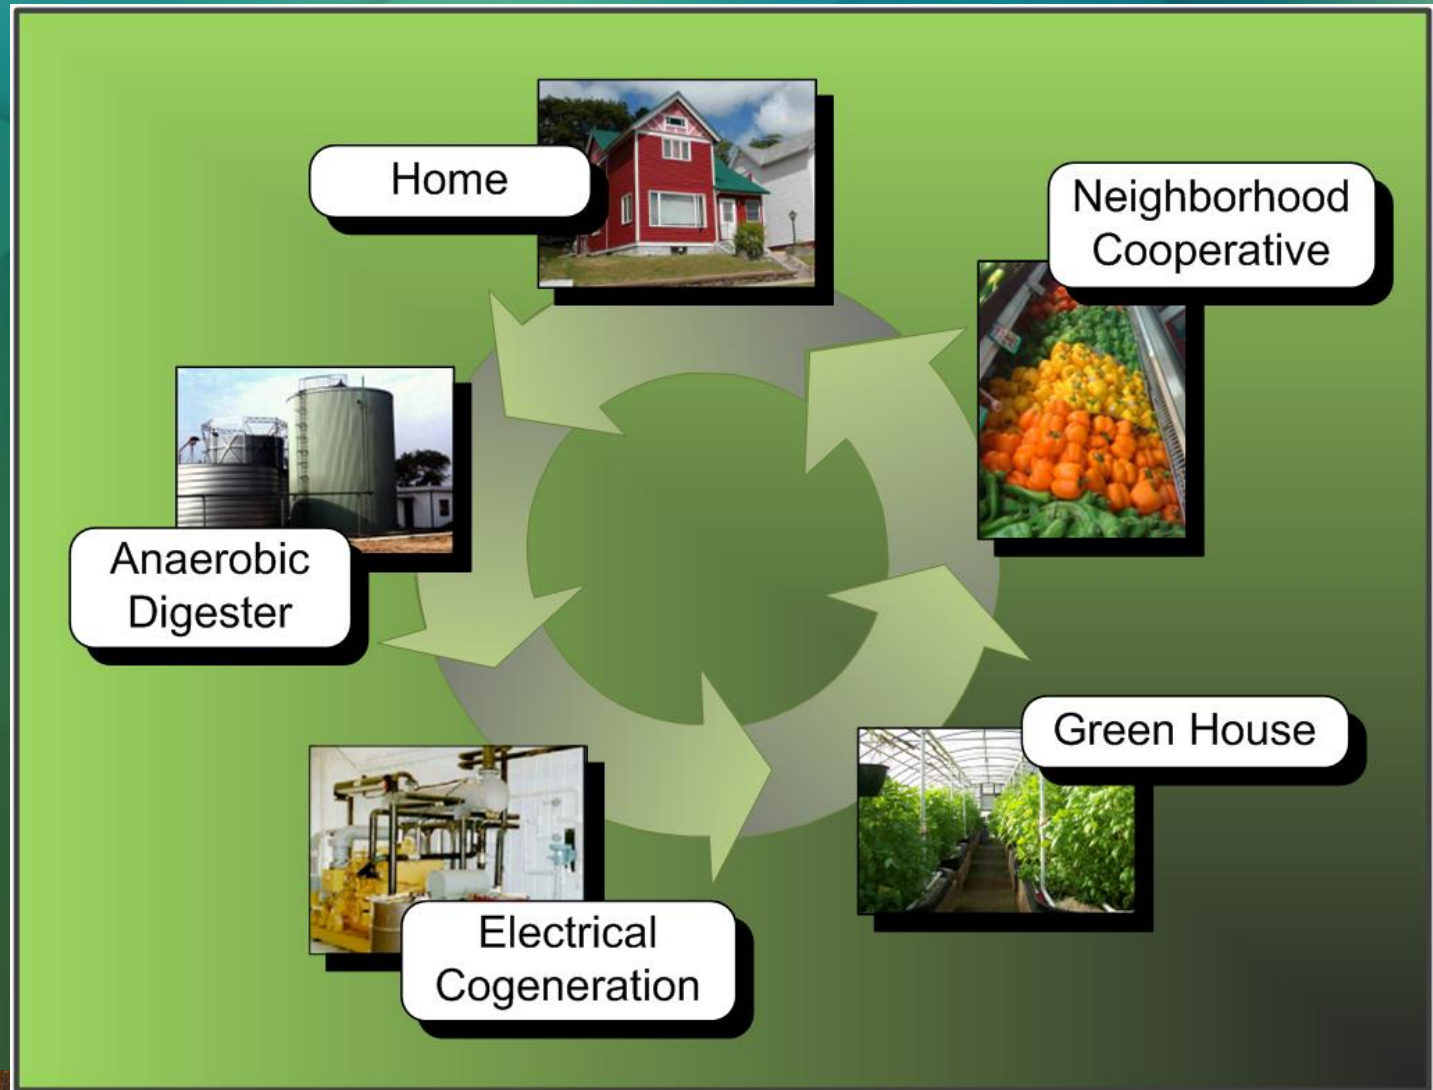 Home
Neighborhood
Cooperative
Anaerobic
Digester
Green House
Electrical
Cogeneration